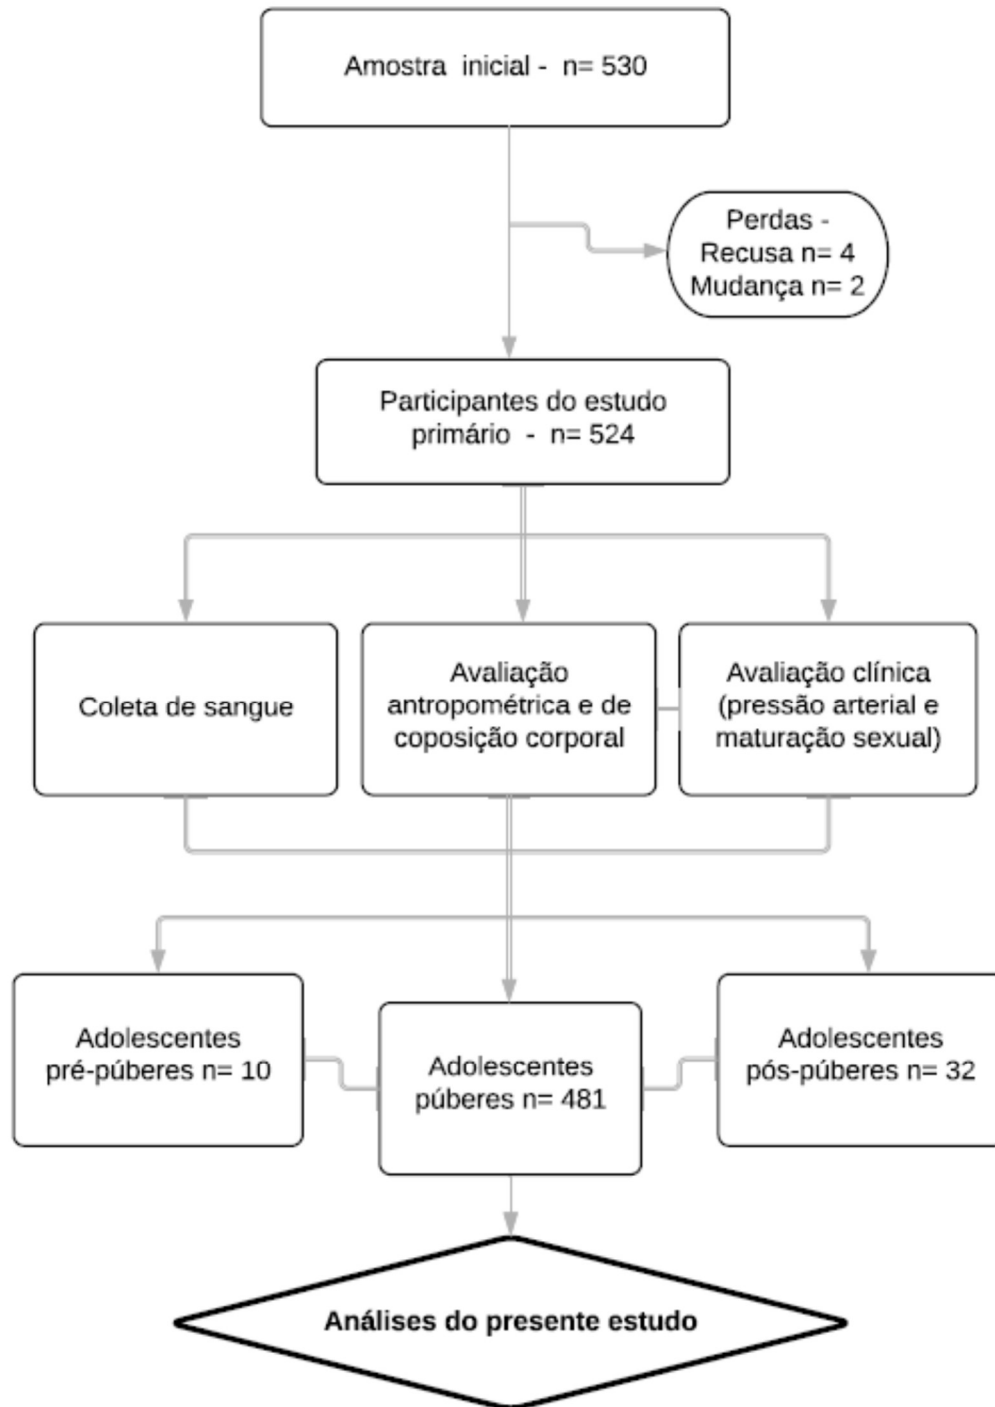 Amostra inicial - n= 530
Perdas -
Recusa n= 4
Mudança n= 2
Participantes do estudo
primário - n= 524
Coleta de sangue
Avaliação
antropométrica e de
coposição corporal
Avaliação clínica
(pressão arterial e
maturação sexual)
Adolescentes
pré-púberes n= 10
Adolescentes
púberes n= 481
Adolescentes
pós-púberes n= 32
Análises do presente estudo